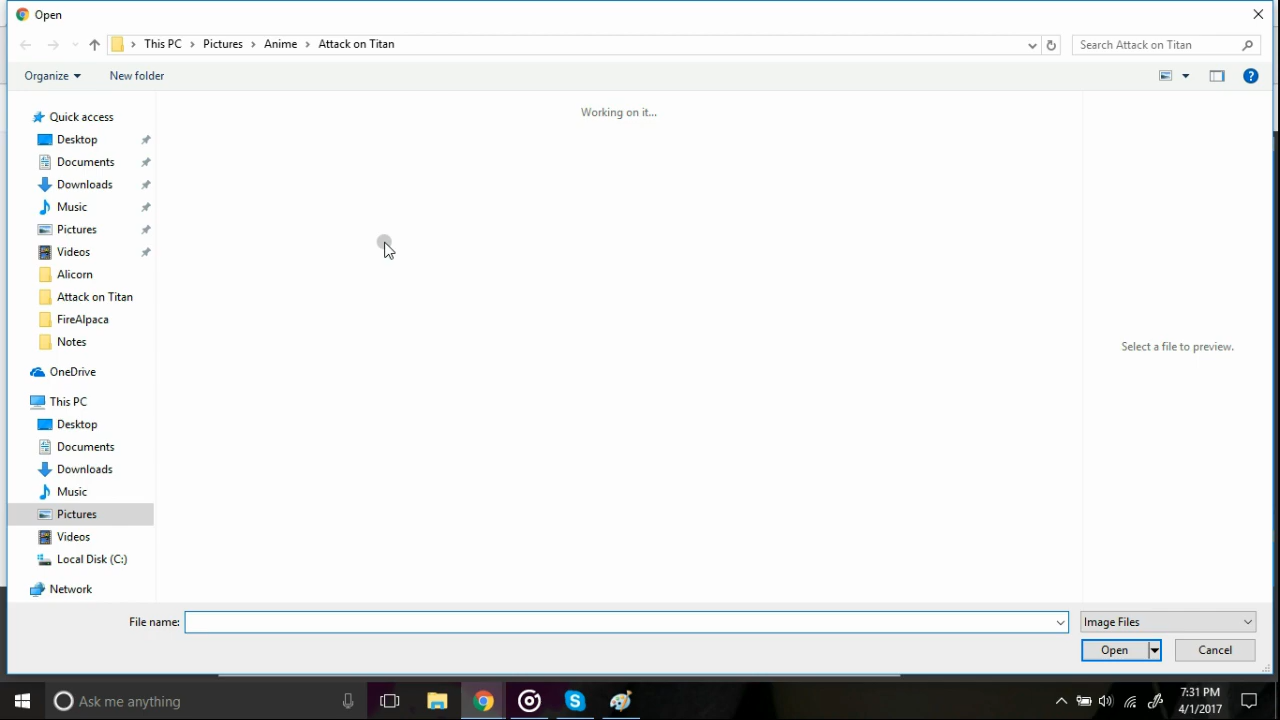 Open
This PC
Pictures
Anime
Attack on Titan
Search Attack on Titan
Organize
New folder
Working on it...
Quick access
Desktop
Documents
Downloads
Music
Pictures
Videos
Alicorn
Attack on Titan
FireAlpaca
Notes
OneDrive
This PC
Desktop
Documents
Downloads
Music
Pictures
Videos
Local Disk (C:)
Network
Select a file to preview.
File name:
Image Files
Open
Cancel
Ask me anything
7:31 PM
4/1/2017